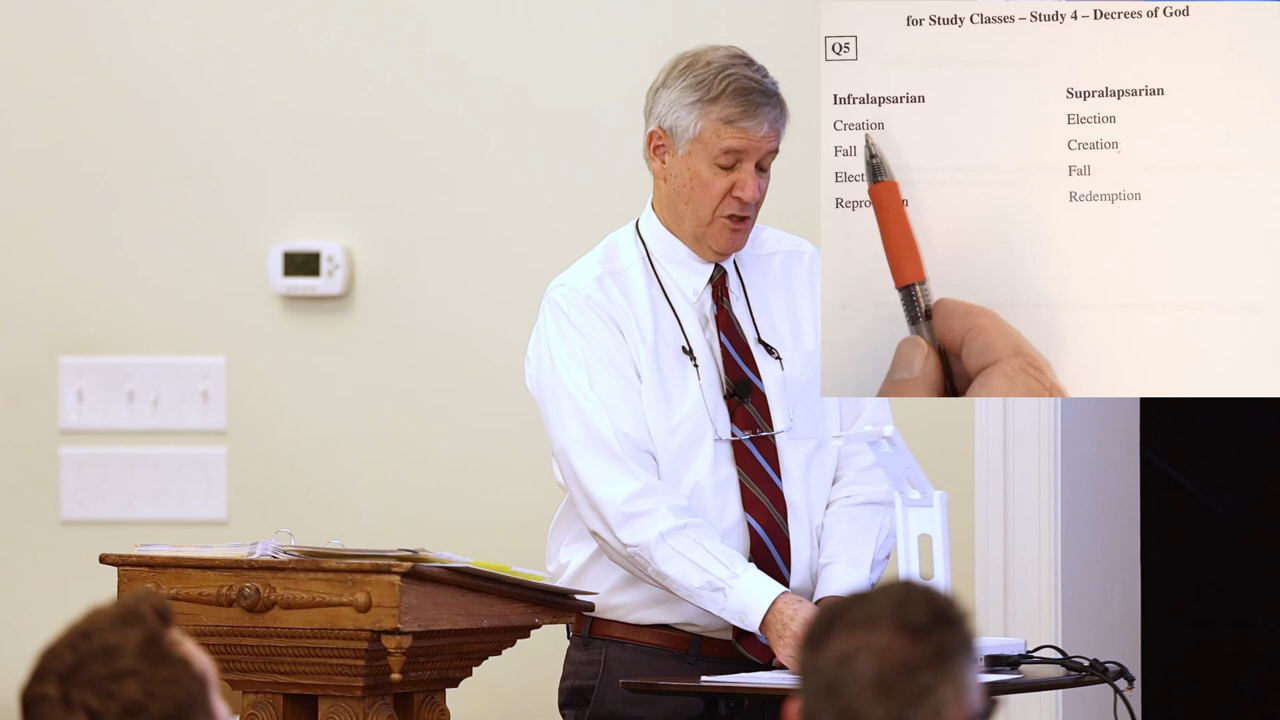 for Study Classes – Study 4 – Decrees of God
Q5
Infralapsarian
Creation
Fall
Supralapsarian
Election
Creation
Fall
Redemption